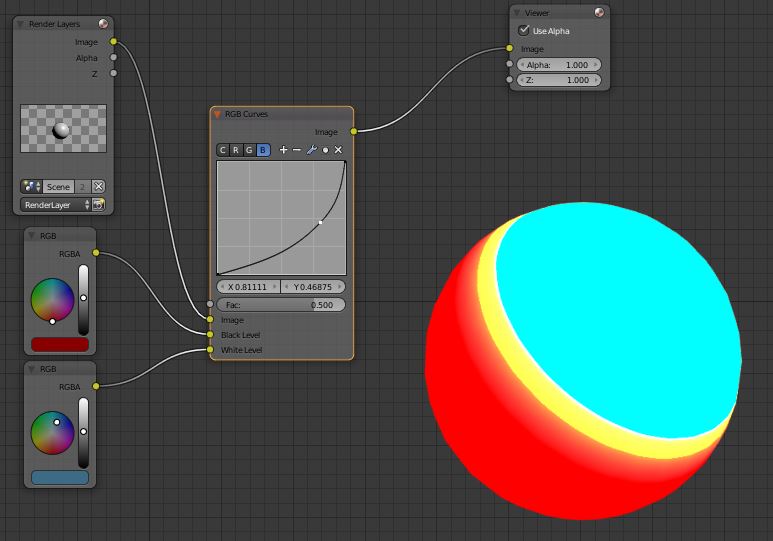 Render Layers
Image
Alpha
Z
Scene 2
RenderLayer
RGB
RGBA
RGB
RGBA
RGB Curves
Image
C R G B
X 0.81111 Y 0.46875
Fac: 0.500
Image
Black Level
White Level
Viewer
Use Alpha
Image
Alpha: 1.000
Z: 1.000